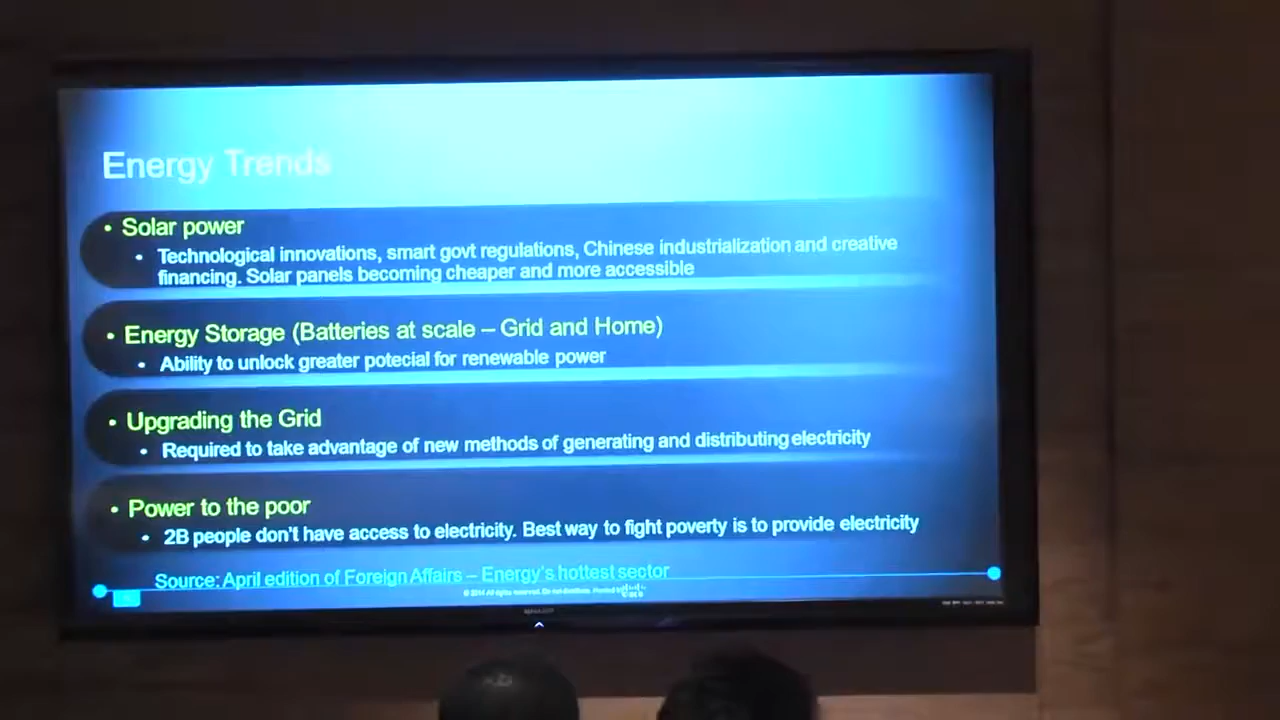 Energy Trends
• Solar power
• Technological innovations, smart govt regulations, Chinese industrialization and creative
financing. Solar panels becoming cheaper and more accessible
• Energy Storage (Batteries at scale – Grid and Home)
• Ability to unlock greater potecial for renewable power
• Upgrading the Grid
• Required to take advantage of new methods of generating and distributing electricity
• Power to the poor
• 2B people don't have access to electricity. Best way to fight poverty is to provide electricity
Source: April edition of Foreign Affairs – Energy's hottest sector